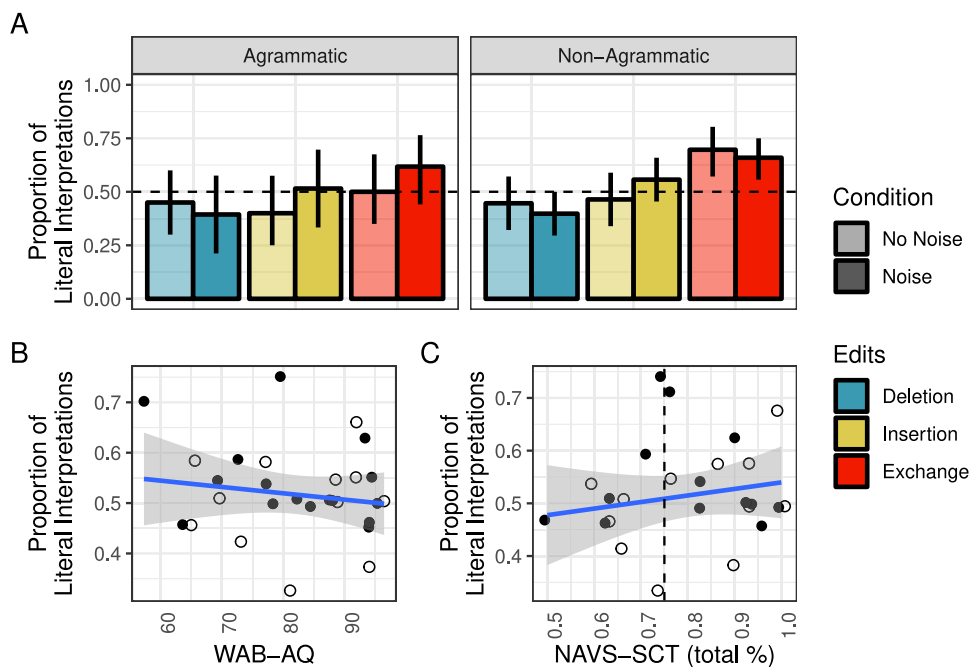 A
Agrammatic
Non−Agrammatic
Proportion of
Literal Interpretations
1.00
0.75
0.50
0.25
0.00
Condition
No Noise
Noise
Edits
Deletion
Insertion
Exchange
B
Proportion of
Literal Interpretations
0.7
0.6
0.5
0.4
60
70
80
90
WAB−AQ
C
Proportion of
Literal Interpretations
0.7
0.6
0.5
0.4
0.5
0.6
0.7
0.8
0.9
1.0
NAVS−SCT (total %)